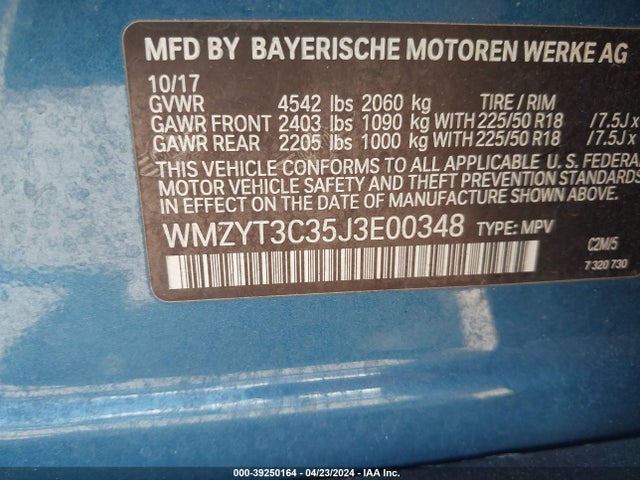 MFD BY BAYERISCHE MOTOREN WERKE AG
10/17
GVWR 4542 lbs 2060 kg TIRE / RIM
GAWR FRONT 2403 lbs 1090 kg WITH 225/50 R18 /7.5J x
GAWR REAR 2205 lbs 1000 kg WITH 225/50 R18 /7.5J x
THIS VEHICLE CONFORMS TO ALL APPLICABLE U. S. FEDERA
MOTOR VEHICLE SAFETY AND THEFT PREVENTION STANDARDS
IN EFFECT ON THE DATE OF MANUFACTURE SHOWN ABOVE.
WMZYT3C35J3E00348 TYPE: MPV
C2M/5
7 320 730
000-39250164 - 04/23/2024 - IAA Inc.